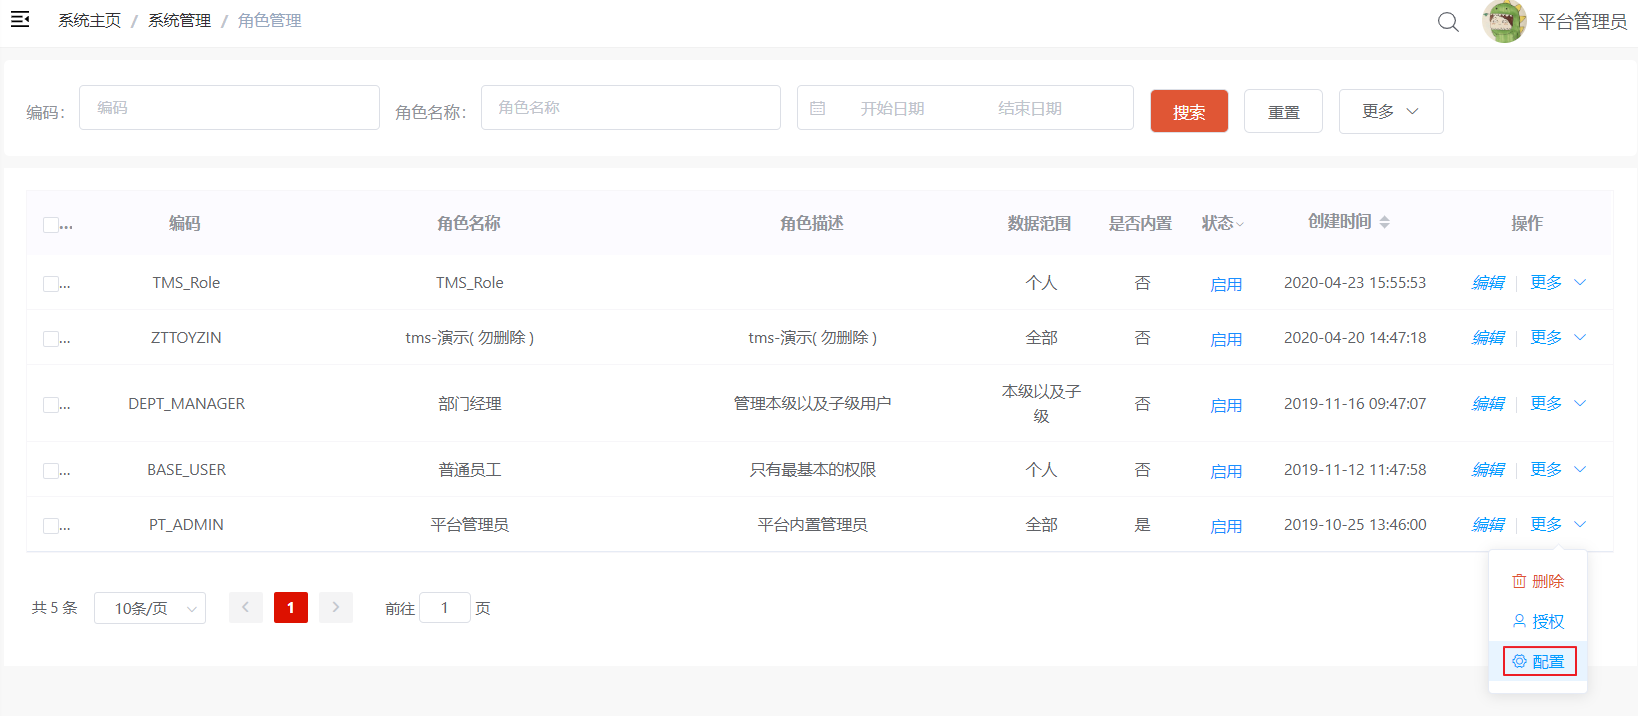 系统主页 / 系统管理 / 角色管理
平台管理员
编码： 编码 角色名称： 角色名称 开始日期 结束日期 搜索 重置 更多
... 编码 角色名称 角色描述 数据范围 是否内置 状态 创建时间 操作
... TMS_Role TMS_Role 个人 否 启用 2020-04-23 15:55:53 编辑 更多
... ZTTOYZIN tms-演示( 勿删除 ) tms-演示( 勿删除 ) 全部 否 启用 2020-04-20 14:47:18 编辑 更多
... DEPT_MANAGER 部门经理 管理本级以及子级用户 本级以及子级 否 启用 2019-11-16 09:47:07 编辑 更多
... BASE_USER 普通员工 只有最基本的权限 个人 否 启用 2019-11-12 11:47:58 编辑 更多
... PT_ADMIN 平台管理员 平台内置管理员 全部 是 启用 2019-10-25 13:46:00 编辑 更多
删除
授权
配置
共 5 条 10条/页 1 前往 1 页